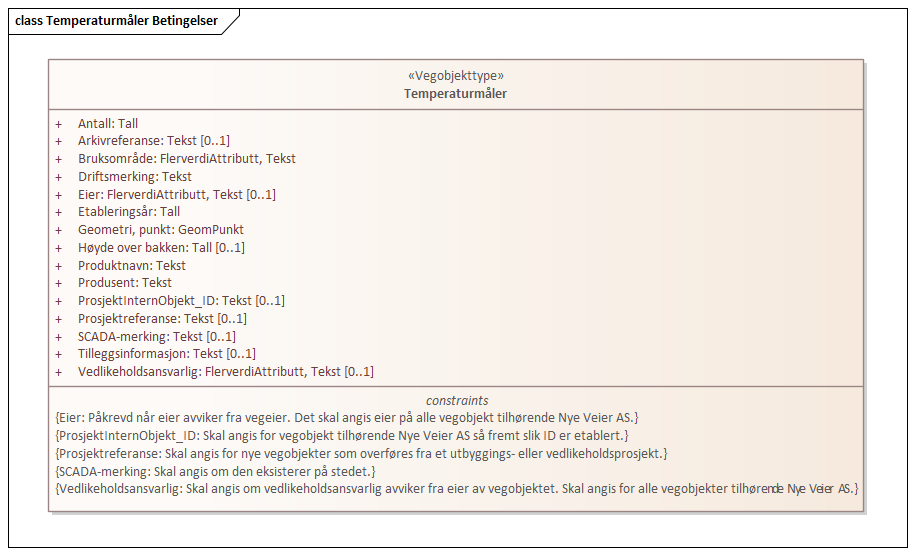 class Temperaturmåler Betingelser
«Vegobjekttype»
Temperaturmåler
+ Antall: Tall
+ Arkivreferanse: Tekst [0..1]
+ Bruksområde: FlerverdiAttributt, Tekst
+ Driftsmerking: Tekst
+ Eier: FlerverdiAttributt, Tekst [0..1]
+ Etableringsår: Tall
+ Geometri, punkt: GeomPunkt
+ Høyde over bakken: Tall [0..1]
+ Produktnavn: Tekst
+ Produsent: Tekst
+ ProsjektInternObjekt_ID: Tekst [0..1]
+ Prosjektreferanse: Tekst [0..1]
+ SCADA-merking: Tekst [0..1]
+ Tilleggsinformasjon: Tekst [0..1]
+ Vedlikeholdsansvarlig: FlerverdiAttributt, Tekst [0..1]
constraints
{Eier: Påkrevd når eier avviker fra vegeier. Det skal angis eier på alle vegobjekt tilhørende Nye Veier AS.}
{ProsjektInternObjekt_ID: Skal angis for vegobjekt tilhørende Nye Veier AS så fremt slik ID er etablert.}
{Prosjektreferanse: Skal angis for nye vegobjekter som overføres fra et utbyggings- eller vedlikeholdsprosjekt.}
{SCADA-merking: Skal angis om den eksisterer på stedet.}
{Vedlikeholdsansvarlig: Skal angis om vedlikeholdsansvarlig avviker fra eier av vegobjektet. Skal angis for alle vegobjekter tilhørende Nye Veier AS.}